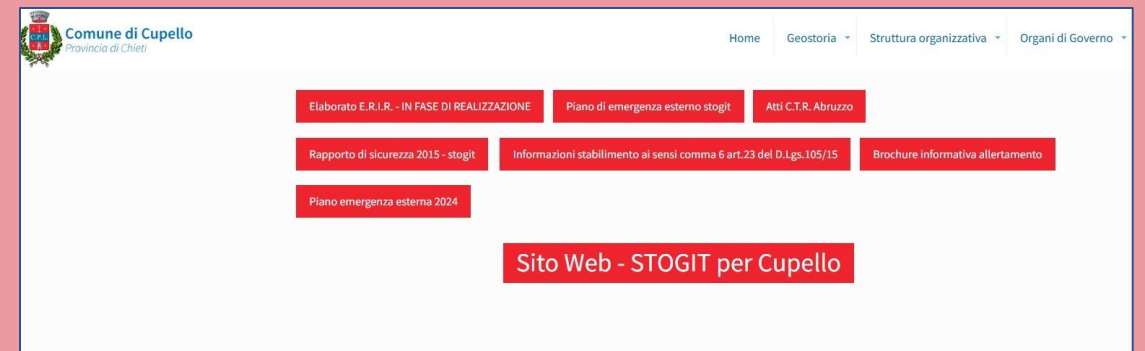 Comune di Cupello
Provincia di Chieti
C.P.L.
Home Geostoria Struttura organizzativa Organi di Governo
Elaborato E.R.I.R. - IN FASE DI REALIZZAZIONE Piano di emergenza esterno stogit Atti C.T.R. Abruzzo
Rapporto di sicurezza 2015 - stogit Informazioni stabilimento ai sensi comma 6 art.23 del D.Lgs.105/15 Brochure informativa allertamento
Piano emergenza esterna 2024
Sito Web - STOGIT per Cupello